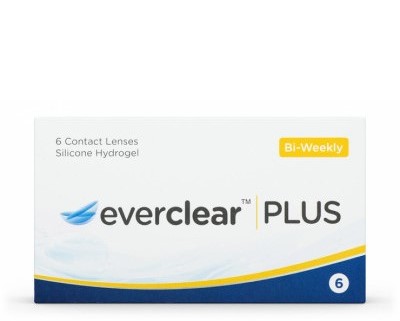 6 Contact Lenses
Silicone Hydrogel
Bi-Weekly
everclear™ PLUS
6